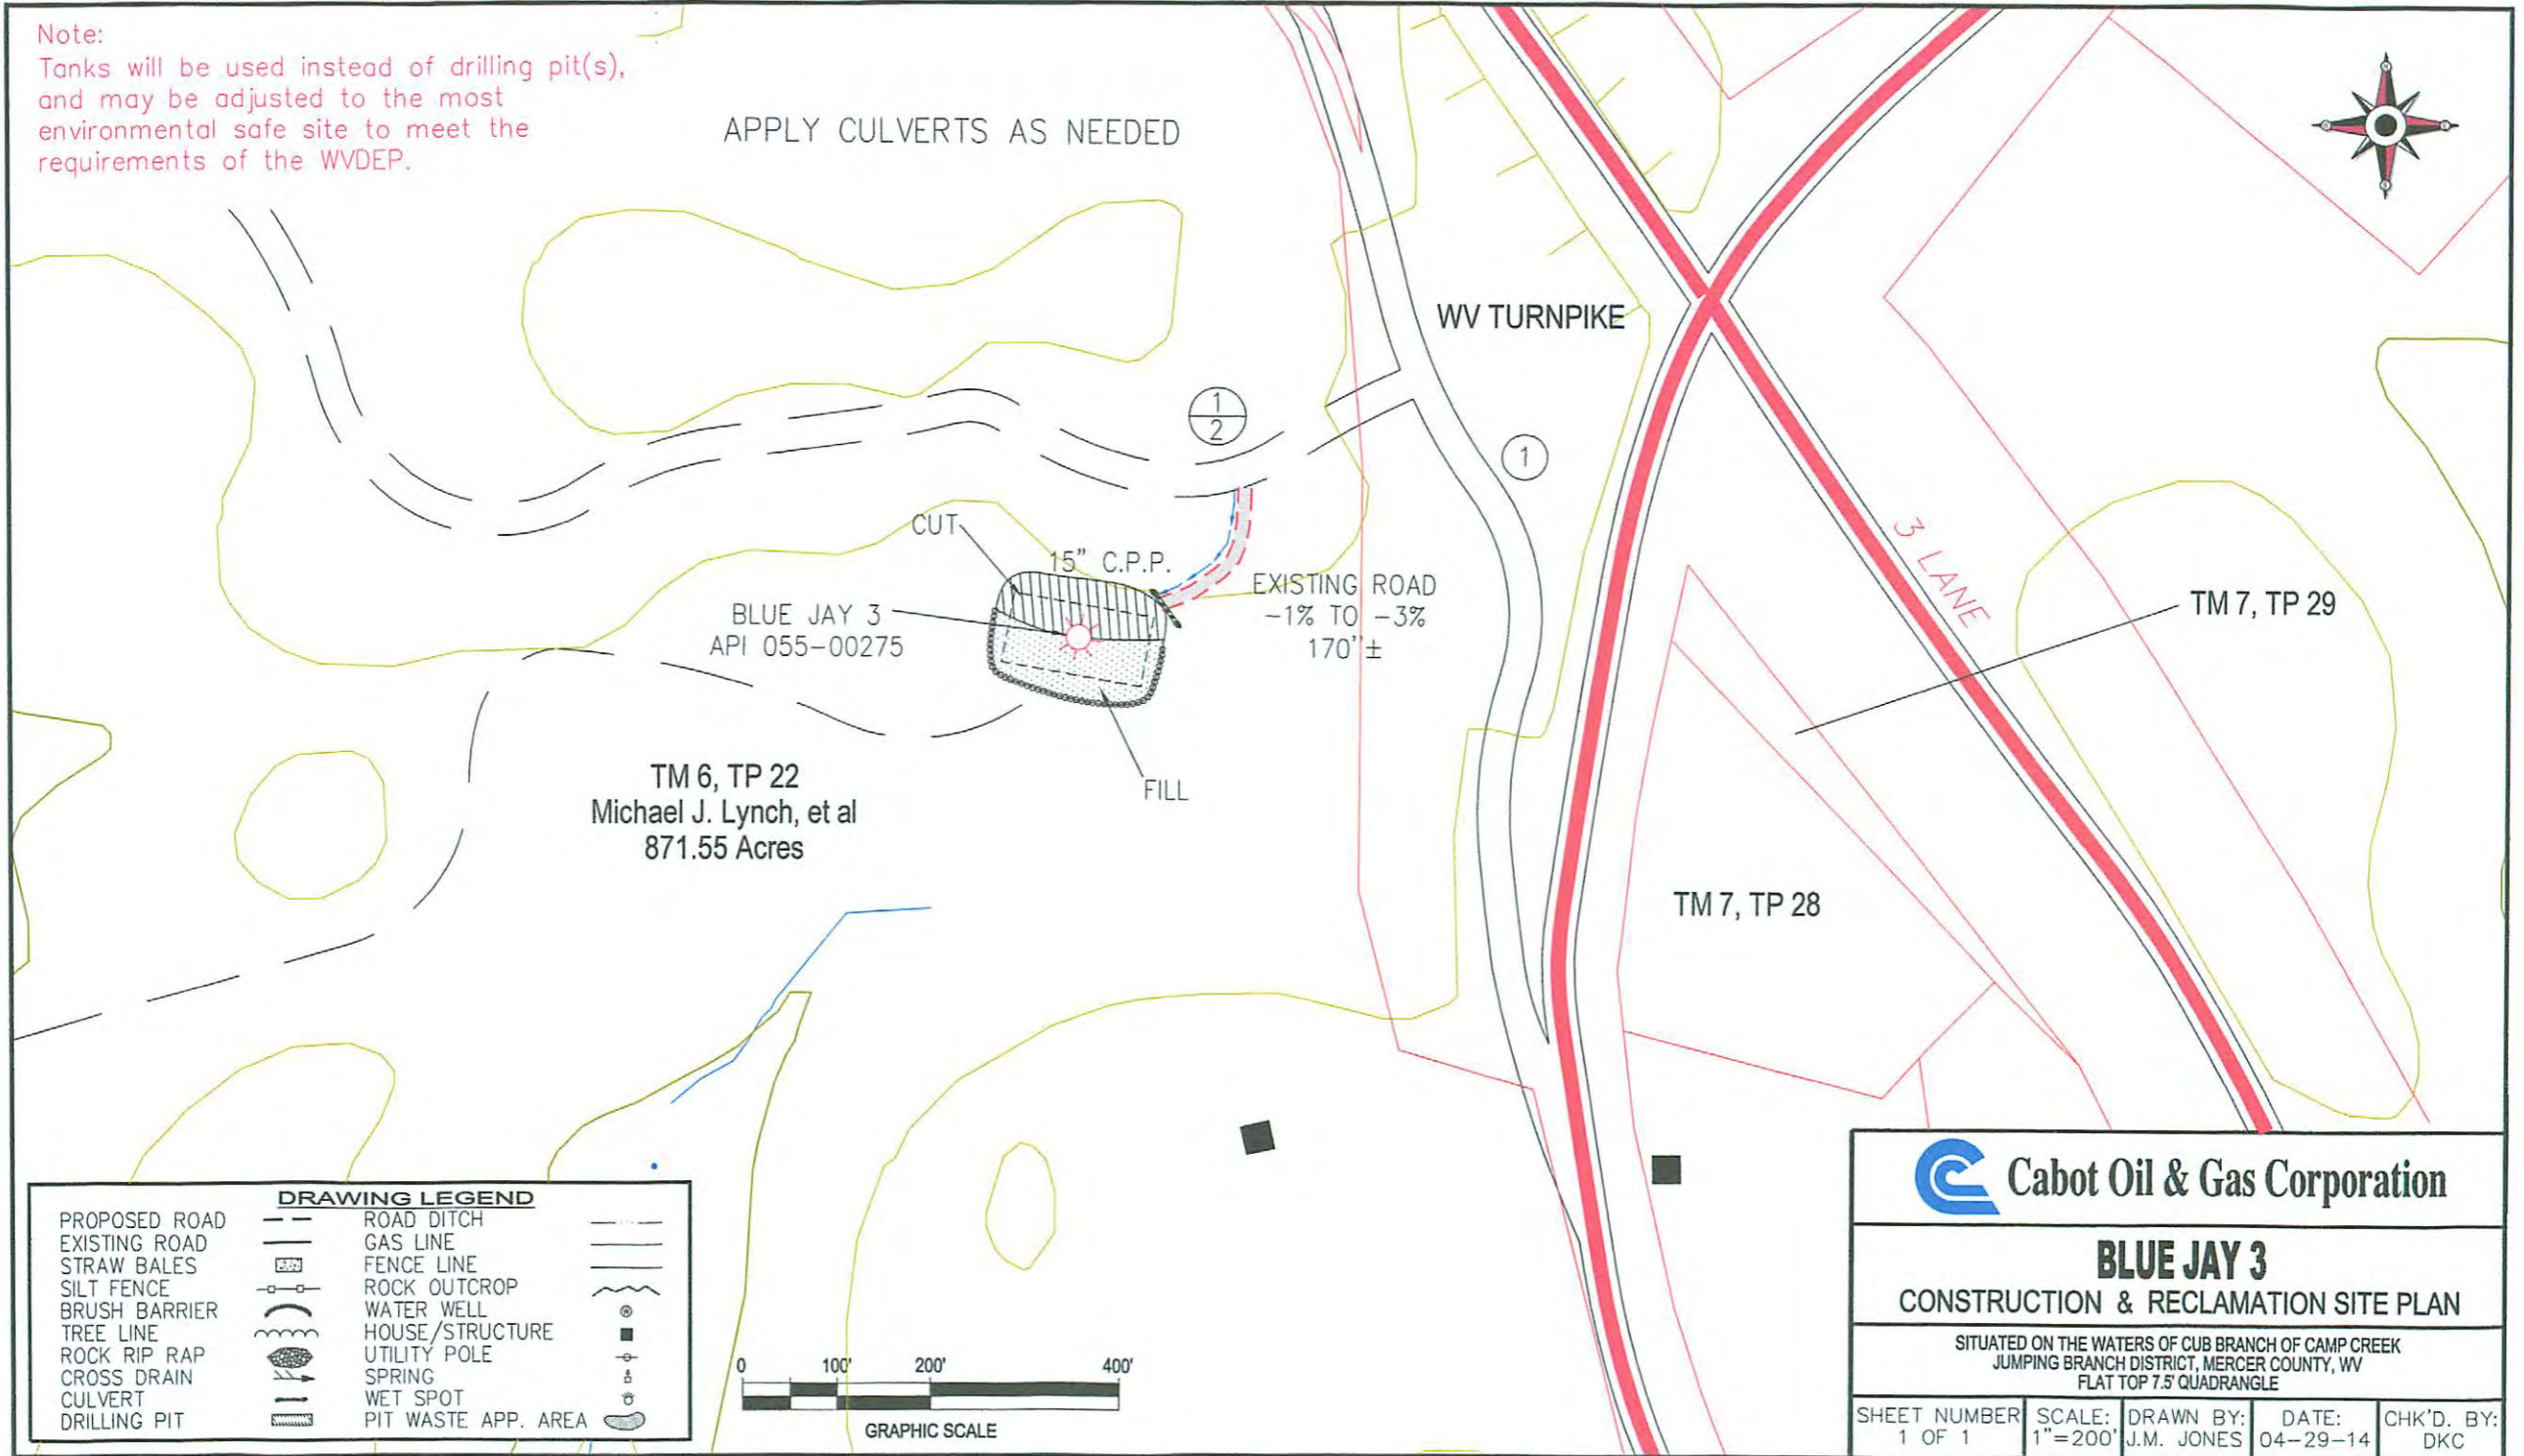 Note:
Tanks will be used instead of drilling pit(s),
and may be adjusted to the most
environmental safe site to meet the
requirements of the WVDEP.
APPLY CULVERTS AS NEEDED
WV TURNPIKE
1
2
1
CUT
15" C.P.P.
EXISTING ROAD
-1% TO -3%
170'±
BLUE JAY 3
API 055-00275
3 LANE
TM 7, TP 29
FILL
TM 6, TP 22
Michael J. Lynch, et al
871.55 Acres
TM 7, TP 28
DRAWING LEGEND
PROPOSED ROAD
EXISTING ROAD
STRAW BALES
SILT FENCE
BRUSH BARRIER
TREE LINE
ROCK RIP RAP
CROSS DRAIN
CULVERT
DRILLING PIT
ROAD DITCH
GAS LINE
FENCE LINE
ROCK OUTCROP
WATER WELL
HOUSE/STRUCTURE
UTILITY POLE
SPRING
WET SPOT
PIT WASTE APP. AREA
0 100' 200' 400'
GRAPHIC SCALE
Cabot Oil & Gas Corporation
BLUE JAY 3
CONSTRUCTION & RECLAMATION SITE PLAN
SITUATED ON THE WATERS OF CUB BRANCH OF CAMP CREEK
JUMPING BRANCH DISTRICT, MERCER COUNTY, WV
FLAT TOP 7.5' QUADRANGLE
SHEET NUMBER
1 OF 1
SCALE:
1"=200'
DRAWN BY:
J.M. JONES
DATE:
04-29-14
CHK'D. BY:
DKC